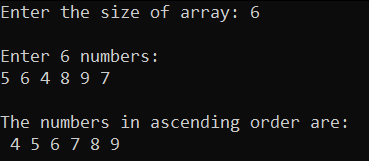 Enter the size of array: 6
Enter 6 numbers:
5 6 4 8 9 7
The numbers in ascending order are:
4 5 6 7 8 9